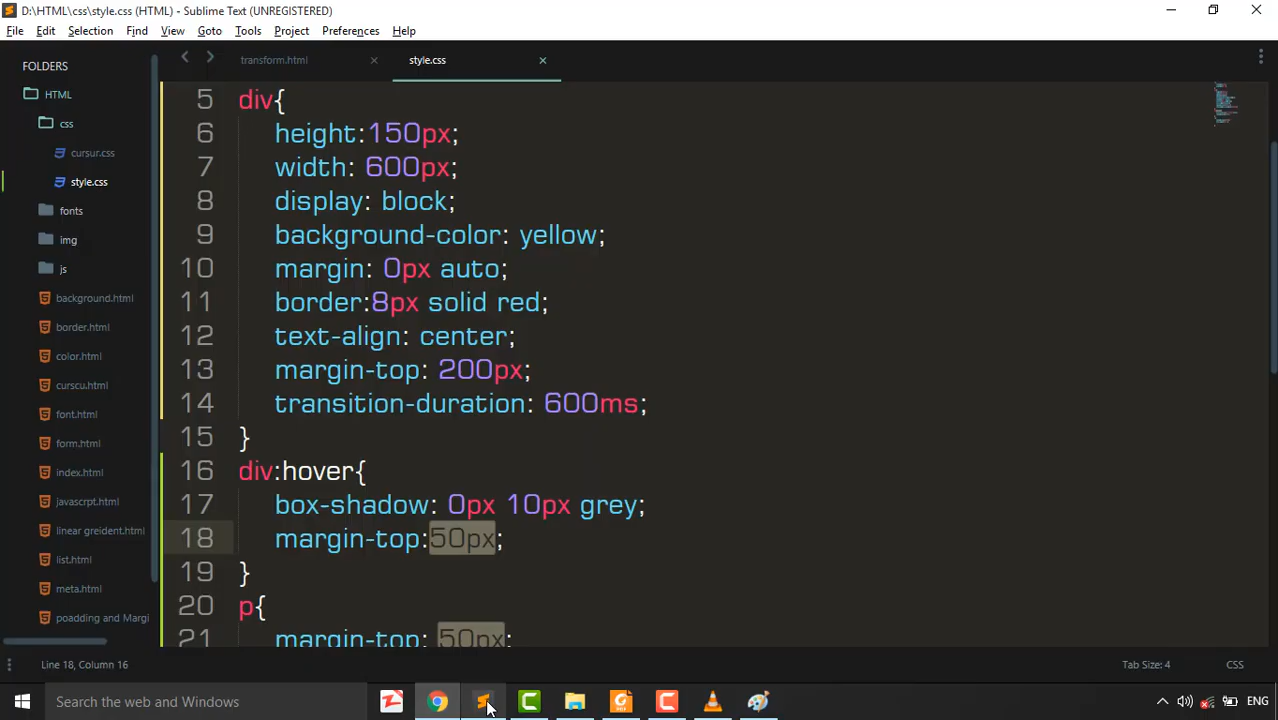 D:\HTML\css\style.css (HTML) - Sublime Text (UNREGISTERED)
File Edit Selection Find View Goto Tools Project Preferences Help
FOLDERS
HTML
css
cursur.css
style.css
fonts
img
js
background.html
border.html
color.html
curscu.html
font.html
form.html
index.html
javascrpt.html
linear greident.html
list.html
meta.html
poadding and Margi
transform.html
style.css
5 div{
6 height:150px;
7 width: 600px;
8 display: block;
9 background-color: yellow;
10 margin: 0px auto;
11 border:8px solid red;
12 text-align: center;
13 margin-top: 200px;
14 transition-duration: 600ms;
15 }
16 div:hover{
17 box-shadow: 0px 10px grey;
18 margin-top:50px;
19 }
20 p{
21 margin-top: 50px;
Line 18, Column 16
Tab Size: 4
CSS
Search the web and Windows
ENG